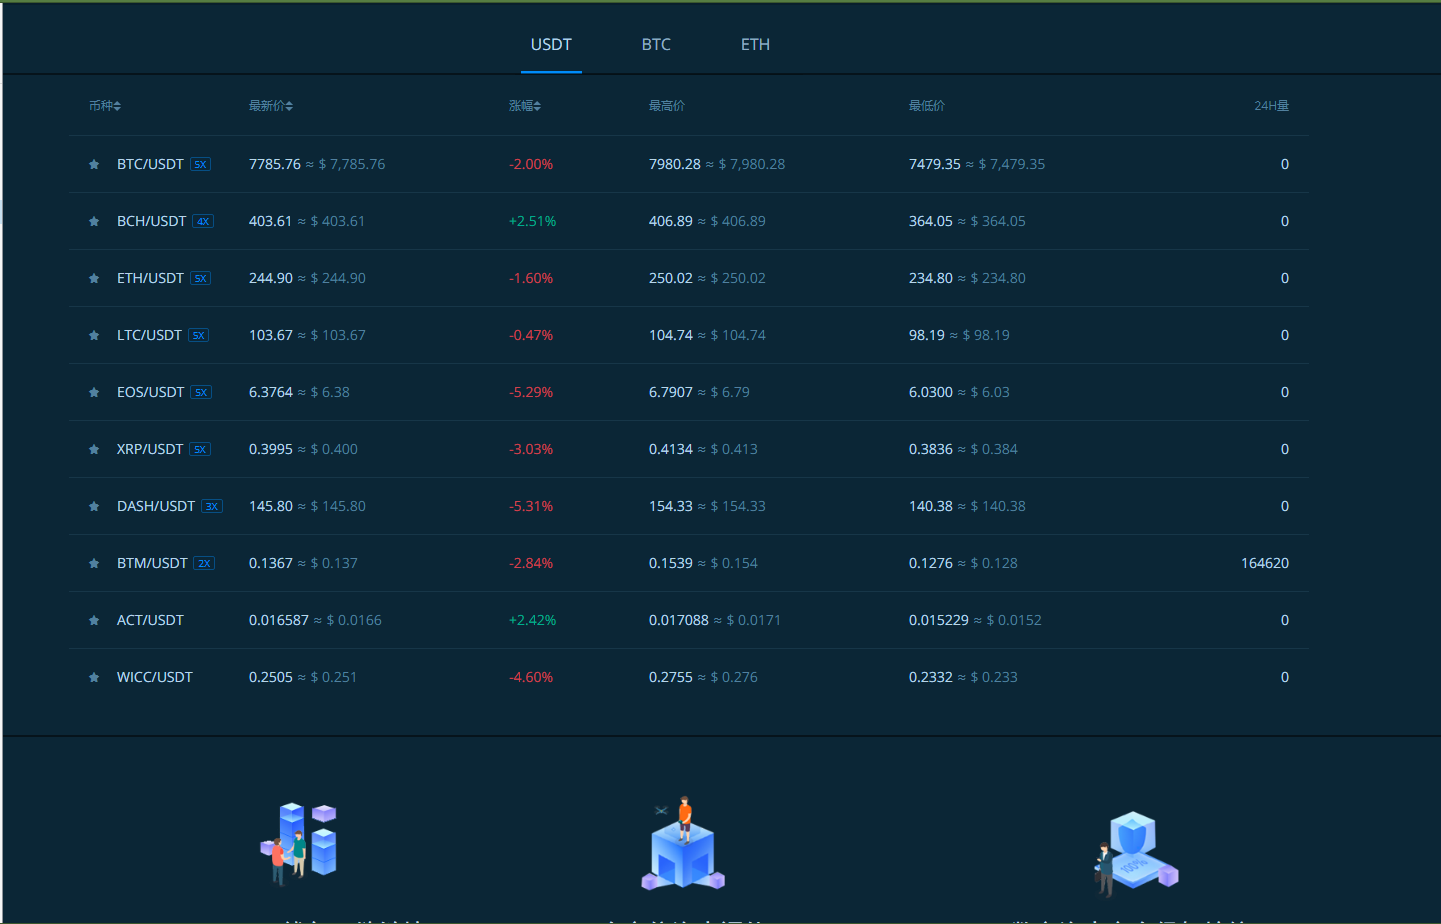 USDT BTC ETH
币种 最新价 涨幅 最高价 最低价 24H量
BTC/USDT 5X 7785.76 ≈ $ 7,785.76 -2.00% 7980.28 ≈ $ 7,980.28 7479.35 ≈ $ 7,479.35 0
BCH/USDT 4X 403.61 ≈ $ 403.61 +2.51% 406.89 ≈ $ 406.89 364.05 ≈ $ 364.05 0
ETH/USDT 5X 244.90 ≈ $ 244.90 -1.60% 250.02 ≈ $ 250.02 234.80 ≈ $ 234.80 0
LTC/USDT 5X 103.67 ≈ $ 103.67 -0.47% 104.74 ≈ $ 104.74 98.19 ≈ $ 98.19 0
EOS/USDT 5X 6.3764 ≈ $ 6.38 -5.29% 6.7907 ≈ $ 6.79 6.0300 ≈ $ 6.03 0
XRP/USDT 5X 0.3995 ≈ $ 0.400 -3.03% 0.4134 ≈ $ 0.413 0.3836 ≈ $ 0.384 0
DASH/USDT 3X 145.80 ≈ $ 145.80 -5.31% 154.33 ≈ $ 154.33 140.38 ≈ $ 140.38 0
BTM/USDT 2X 0.1367 ≈ $ 0.137 -2.84% 0.1539 ≈ $ 0.154 0.1276 ≈ $ 0.128 164620
ACT/USDT 0.016587 ≈ $ 0.0166 +2.42% 0.017088 ≈ $ 0.0171 0.015229 ≈ $ 0.0152 0
WICC/USDT 0.2505 ≈ $ 0.251 -4.60% 0.2755 ≈ $ 0.276 0.2332 ≈ $ 0.233 0
100%